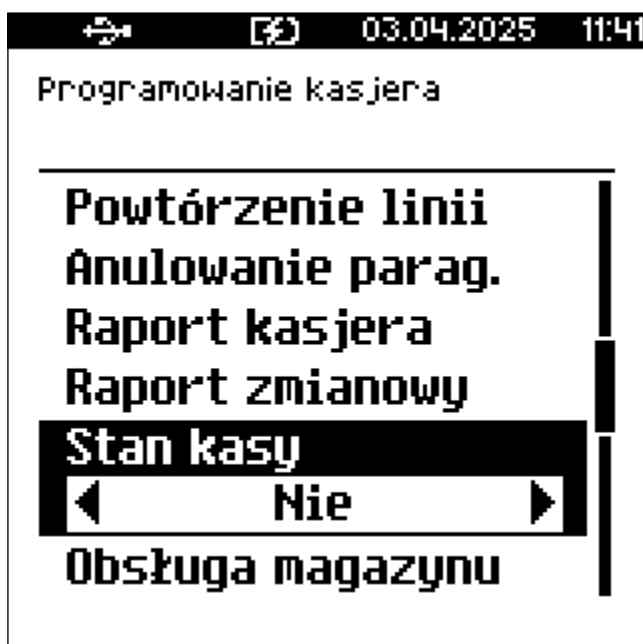 03.04.2025 11:41
Programowanie kasjera
Powtórzenie linii
Anulowanie parag.
Raport kasjera
Raport zmianowy
Stan kasy
Nie
Obsługa magazynu